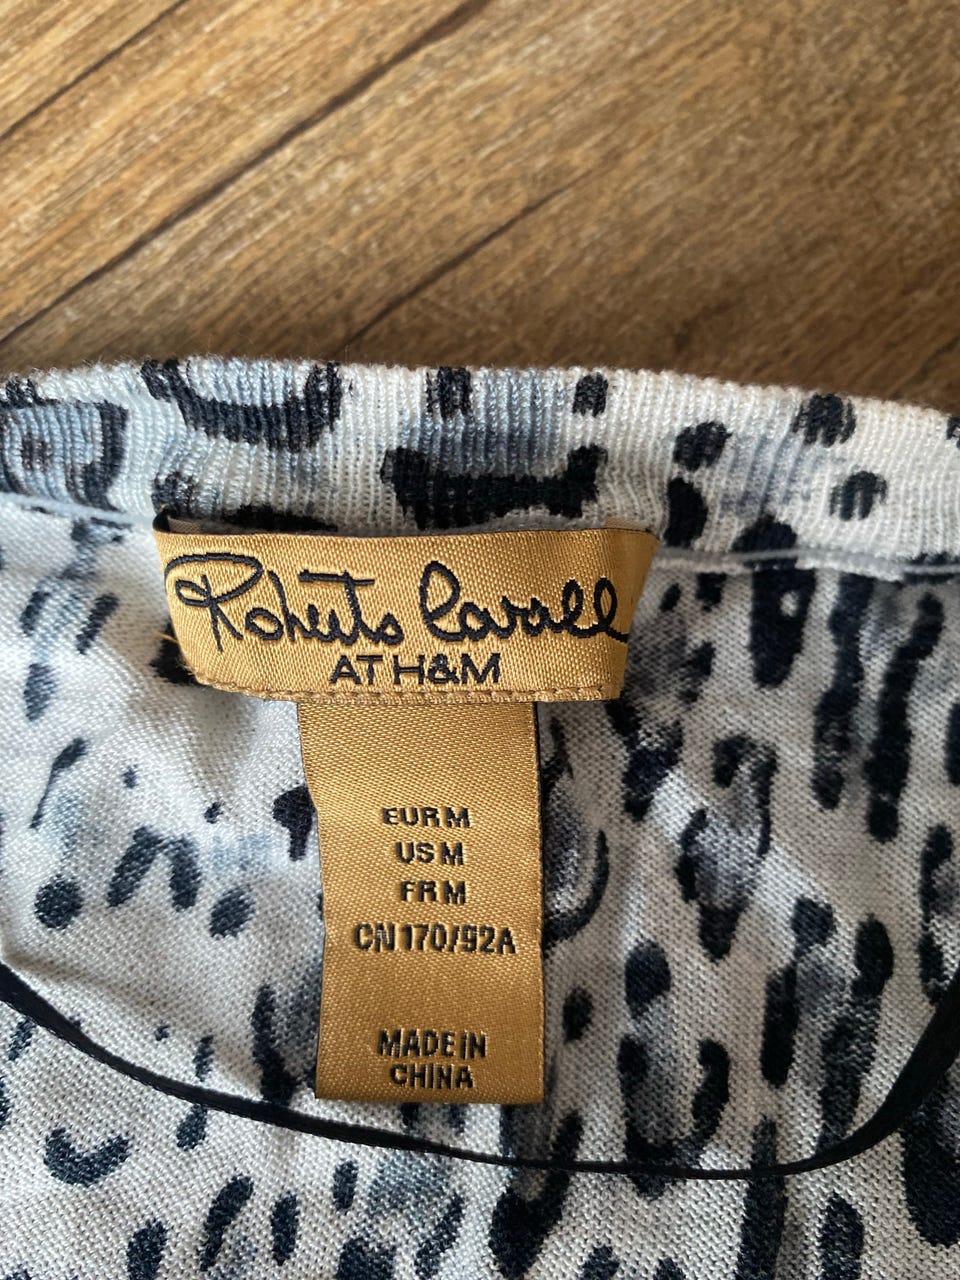 Roberto Cavalli
AT H&M
EUR M
US M
FR M
CN 170/92A
MADE IN
CHINA